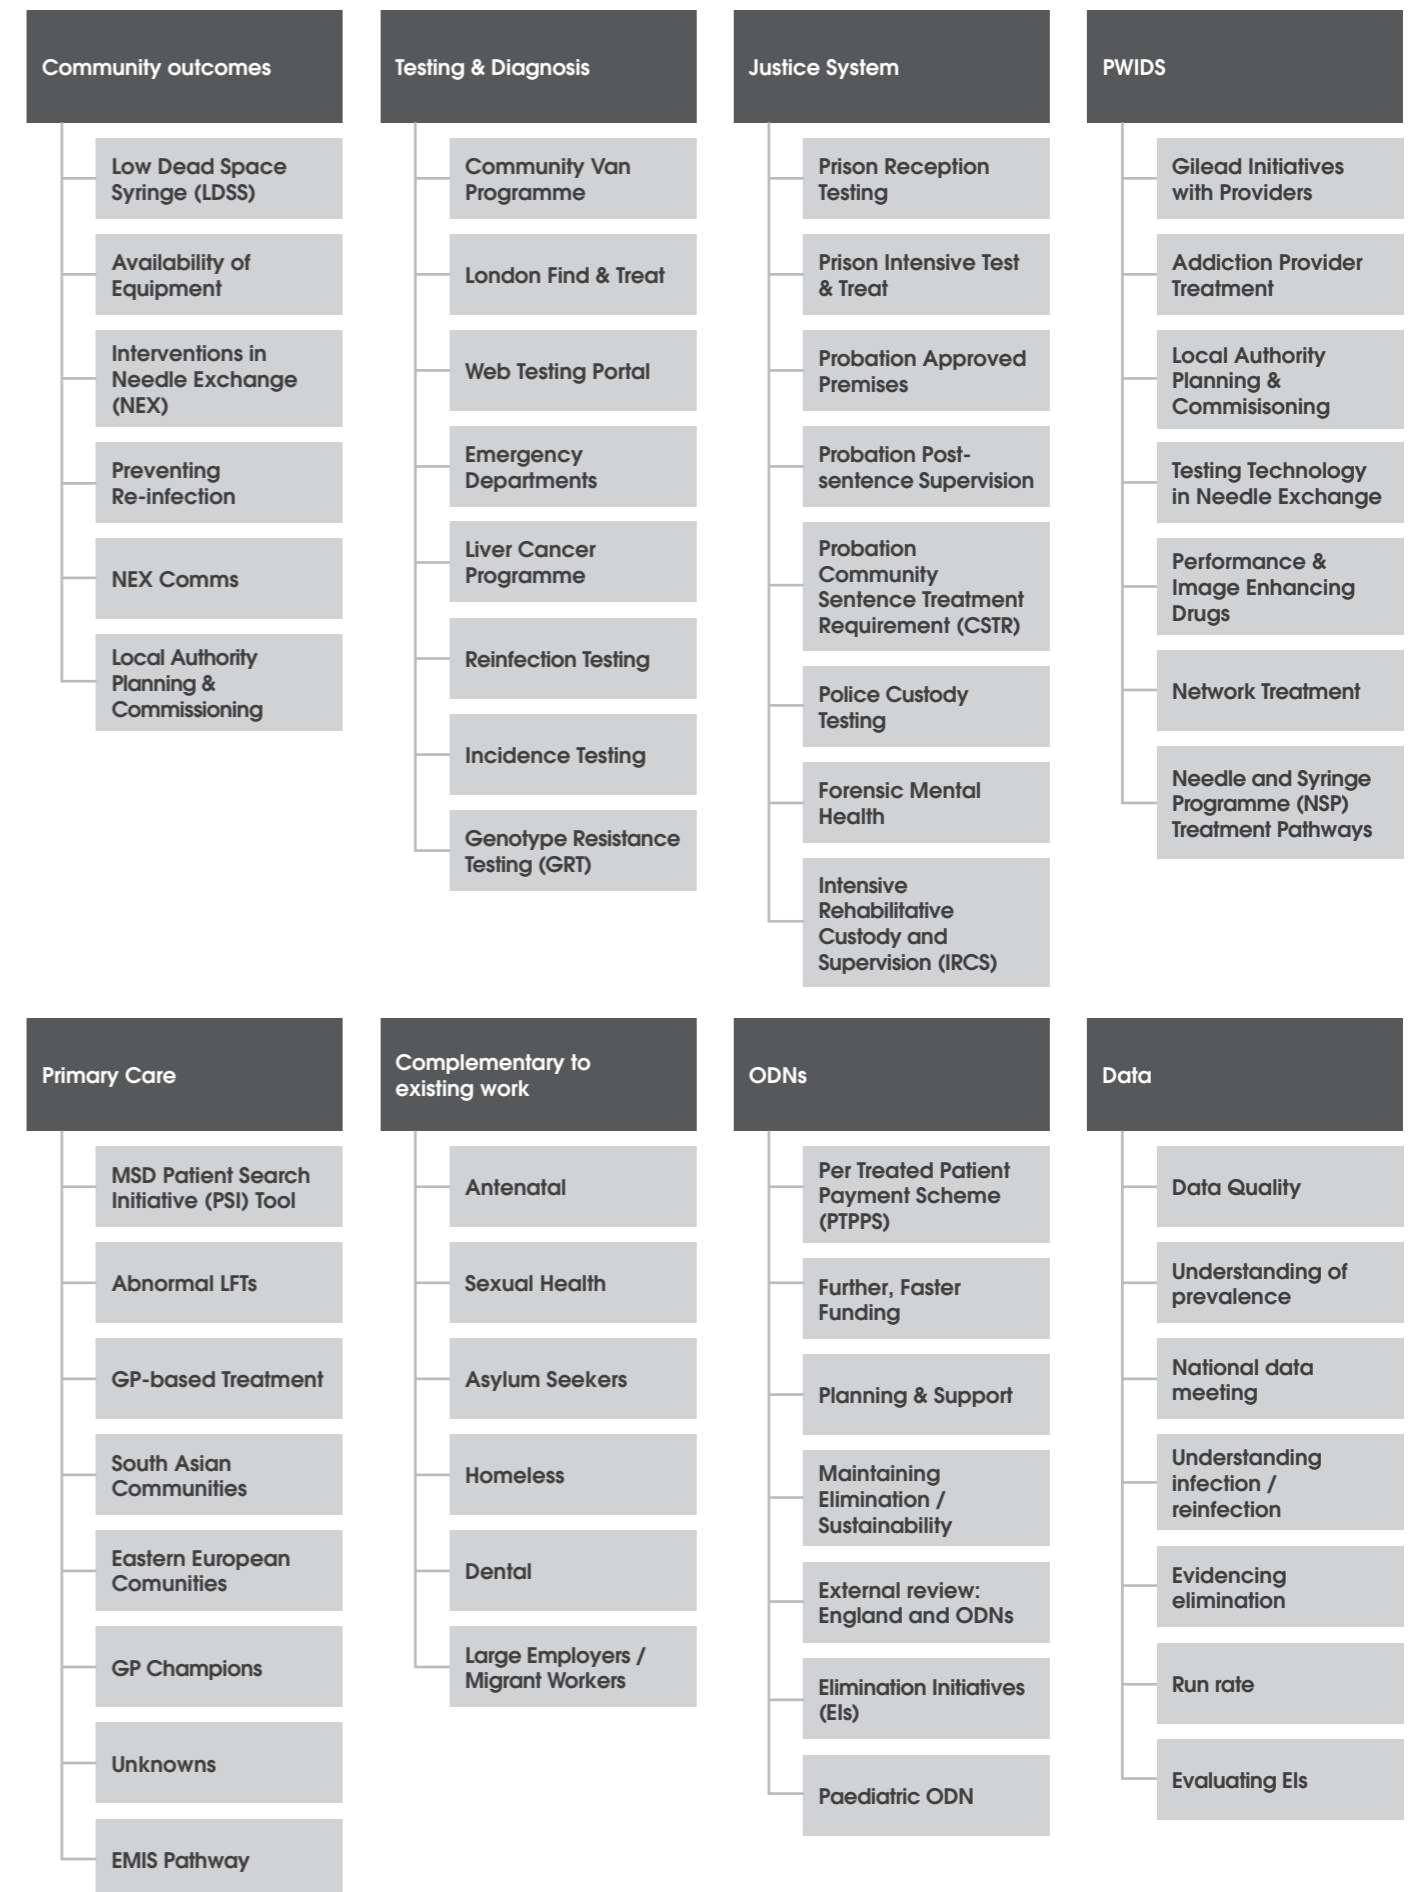 Community outcomes
Low Dead Space
Syringe (LDSS)
Availability of
Equipment
Interventions in
Needle Exchange
(NEX)
Preventing
Re-infection
NEX Comms
Local Authority
Planning &
Commissioning
Testing & Diagnosis
Community Van
Programme
London Find & Treat
Web Testing Portal
Emergency
Departments
Liver Cancer
Programme
Reinfection Testing
Incidence Testing
Genotype Resistance
Testing (GRT)
Justice System
Prison Reception
Testing
Prison Intensive Test
& Treat
Probation Approved
Premises
Probation Post-
sentence Supervision
Probation
Community
Sentence Treatment
Requirement (CSTR)
Police Custody
Testing
Forensic Mental
Health
Intensive
Rehabilitative
Custody and
Supervision (IRCS)
PWIDS
Gilead Initiatives
with Providers
Addiction Provider
Treatment
Local Authority
Planning &
Commisisoning
Testing Technology
in Needle Exchange
Performance &
Image Enhancing
Drugs
Network Treatment
Needle and Syringe
Programme (NSP)
Treatment Pathways
Primary Care
MSD Patient Search
Initiative (PSI) Tool
Abnormal LFTs
GP-based Treatment
South Asian
Communities
Eastern European
Comunities
GP Champions
Unknowns
EMIS Pathway
Complementary to
existing work
Antenatal
Sexual Health
Asylum Seekers
Homeless
Dental
Large Employers /
Migrant Workers
ODNs
Per Treated Patient
Payment Scheme
(PTPPS)
Further, Faster
Funding
Planning & Support
Maintaining
Elimination /
Sustainability
External review:
England and ODNs
Elimination Initiatives
(EIs)
Paediatric ODN
Data
Data Quality
Understanding of
prevalence
National data
meeting
Understanding
infection /
reinfection
Evidencing
elimination
Run rate
Evaluating EIs